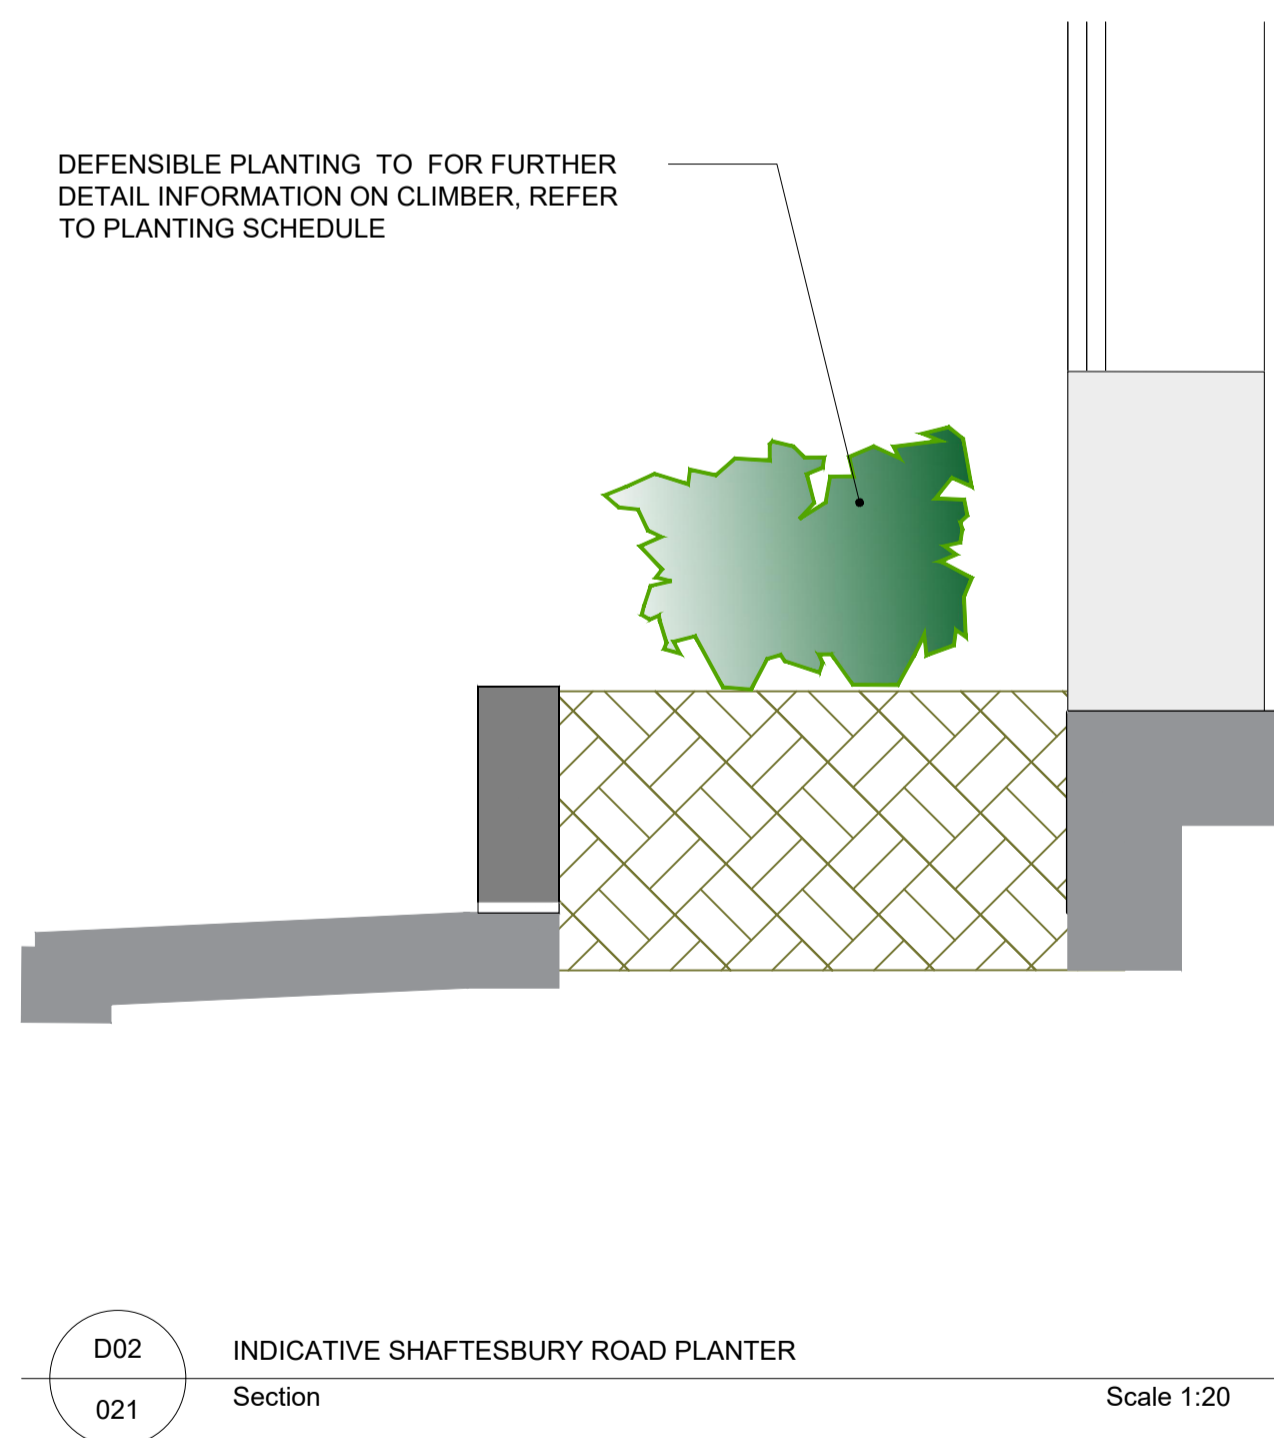 DEFENSIBLE PLANTING TO FOR FURTHER
DETAIL INFORMATION ON CLIMBER, REFER
TO PLANTING SCHEDULE
D02
INDICATIVE SHAFTESBURY ROAD PLANTER
021
Section
Scale 1:20